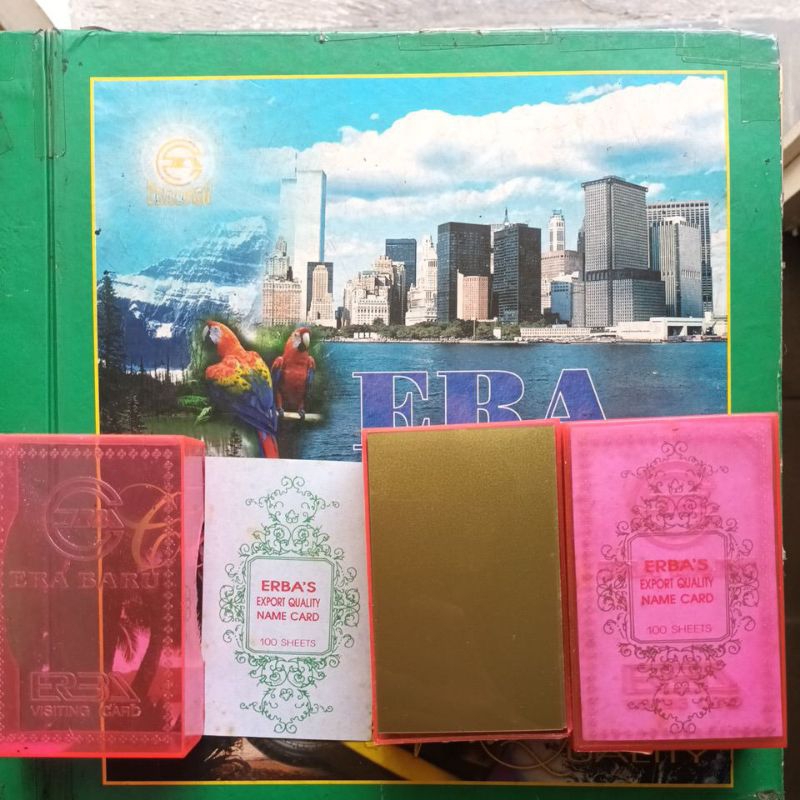 ERA
ERA BARU
ERBA
VISITING CARD
ERBA'S
EXPORT QUALITY
NAME CARD
100 SHEETS
ERBA'S
EXPORT QUALITY
NAME CARD
100 SHEETS
QUALITY